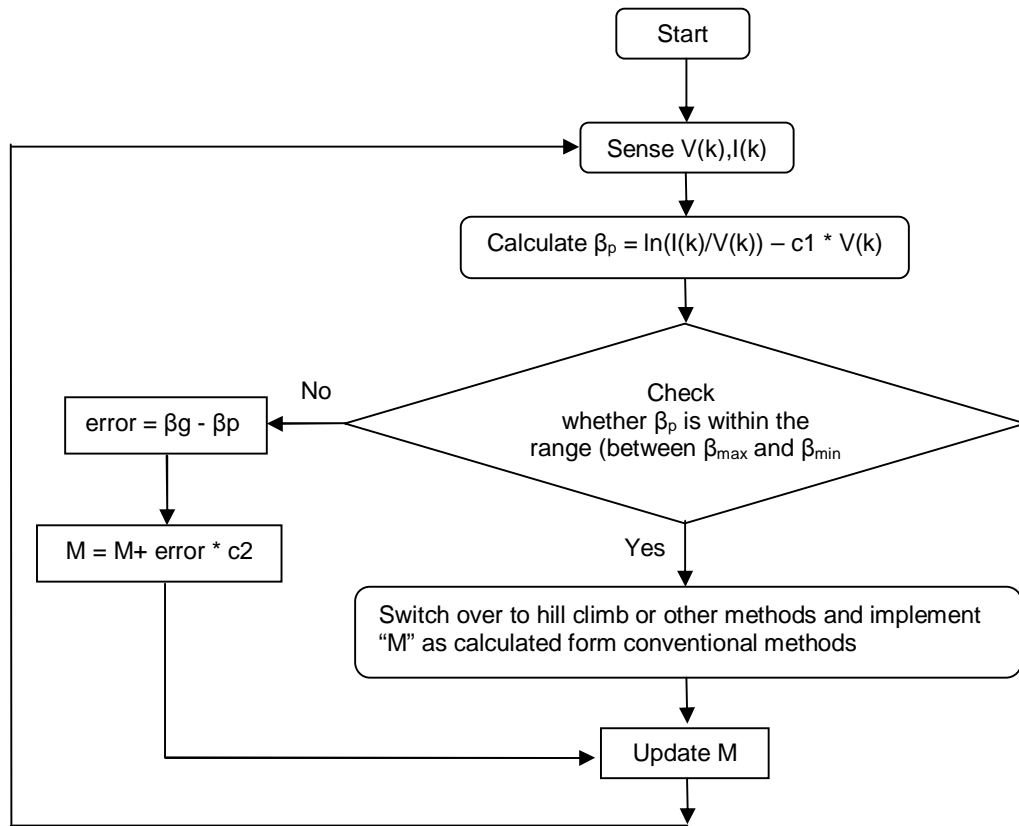 Start
Sense V(k),I(k)
Calculate βₚ = ln(I(k)/V(k)) – c1 * V(k)
Check
whether βₚ is within the
range (between βₘₐₓ and βₘᵢₙ
No
error = βg - βp
M = M+ error * c2
Yes
Switch over to hill climb or other methods and implement
“M” as calculated form conventional methods
Update M